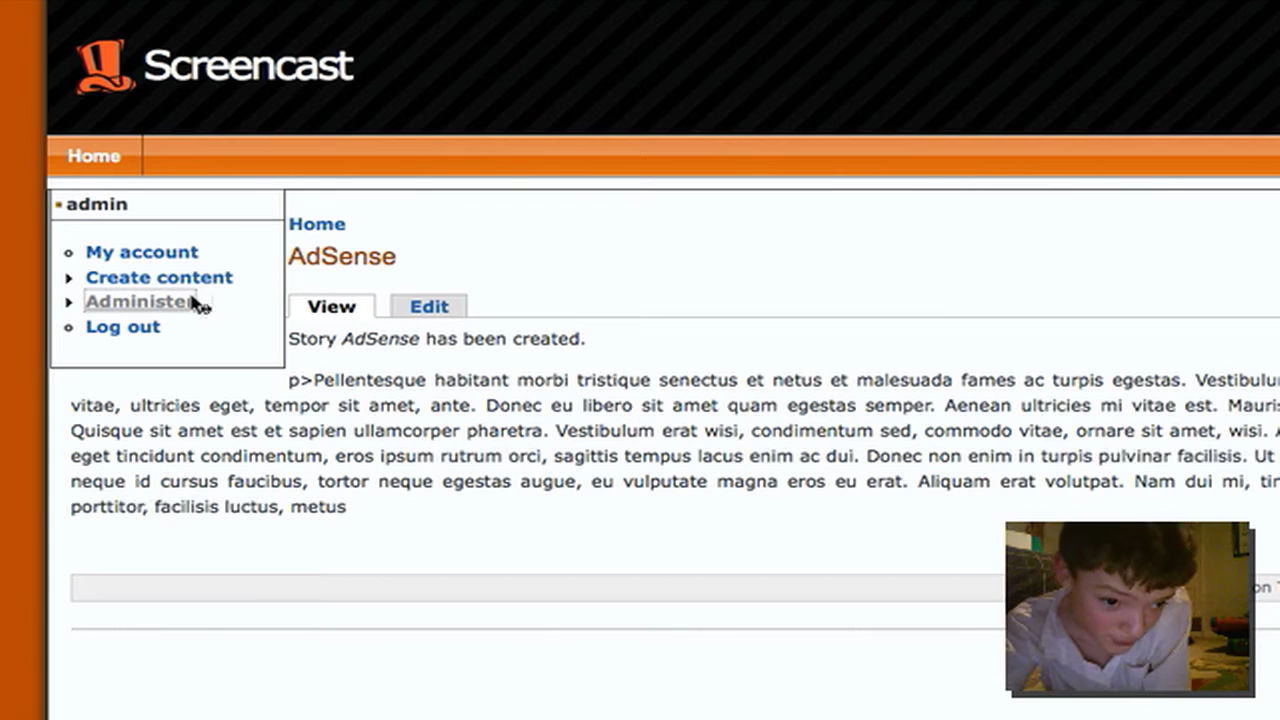 Screencast
Home
admin
My account
Create content
Administer
Log out
Home
AdSense
View Edit
Story AdSense has been created.
p>Pellentesque habitant morbi tristique senectus et netus et malesuada fames ac turpis egestas. Vestibulu
vitae, ultricies eget, tempor sit amet, ante. Donec eu libero sit amet quam egestas semper. Aenean ultricies mi vitae est. Mauris
Quisque sit amet est et sapien ullamcorper pharetra. Vestibulum erat wisi, condimentum sed, commodo vitae, ornare sit amet, wisi.
eget tincidunt condimentum, eros ipsum rutrum orci, sagittis tempus lacus enim ac dui. Donec non enim in turpis pulvinar facilisis. Ut
neque id cursus faucibus, tortor neque egestas augue, eu vulputate magna eros eu erat. Aliquam erat volutpat. Nam dui mi,
porttitor, facilisis luctus, metus
on